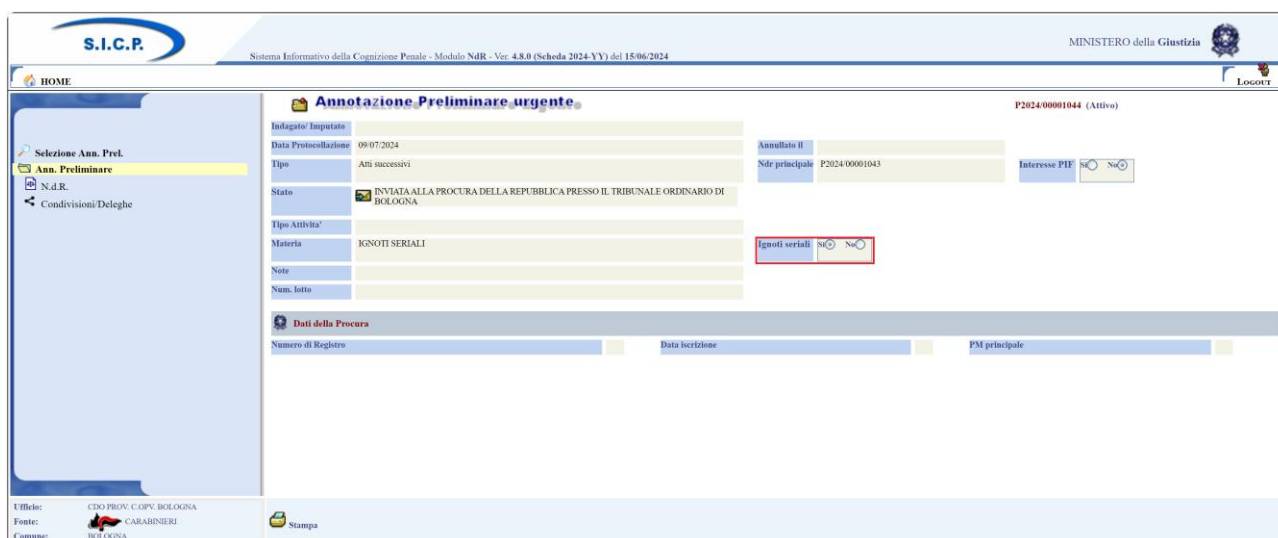 S.I.C.P.
Sistema Informativo della Cognizione Penale - Modulo NdR - Ver. 4.8.0 (Scheda 2024-YY) del 15/06/2024
MINISTERO della Giustizia
HOME
LOGOUT
Annotazione Preliminare urgente
P2024/00001044 (Attivo)
Selezione Ann. Prel.
Ann. Preliminare
N.d.R.
Condivisioni/Deleghe
Indagato/ Imputato
Data Protocollazione 09/07/2024 Annullato il
Tipo Atti successivi Ndr principale P2024/00001043 Interesse PIF Si No
Stato INVIATA ALLA PROCURA DELLA REPUBBLICA PRESSO IL TRIBUNALE ORDINARIO DI
BOLOGNA
Tipo Attivita'
Materia IGNOTI SERIALI Ignoti seriali Si No
Note
Num. lotto
Dati della Procura
Numero di Registro Data iscrizione PM principale
Ufficio: CDO PROV. C.OPV. BOLOGNA
Fonte: CARABINIERI
Comune: BOLOGNA
Stampa